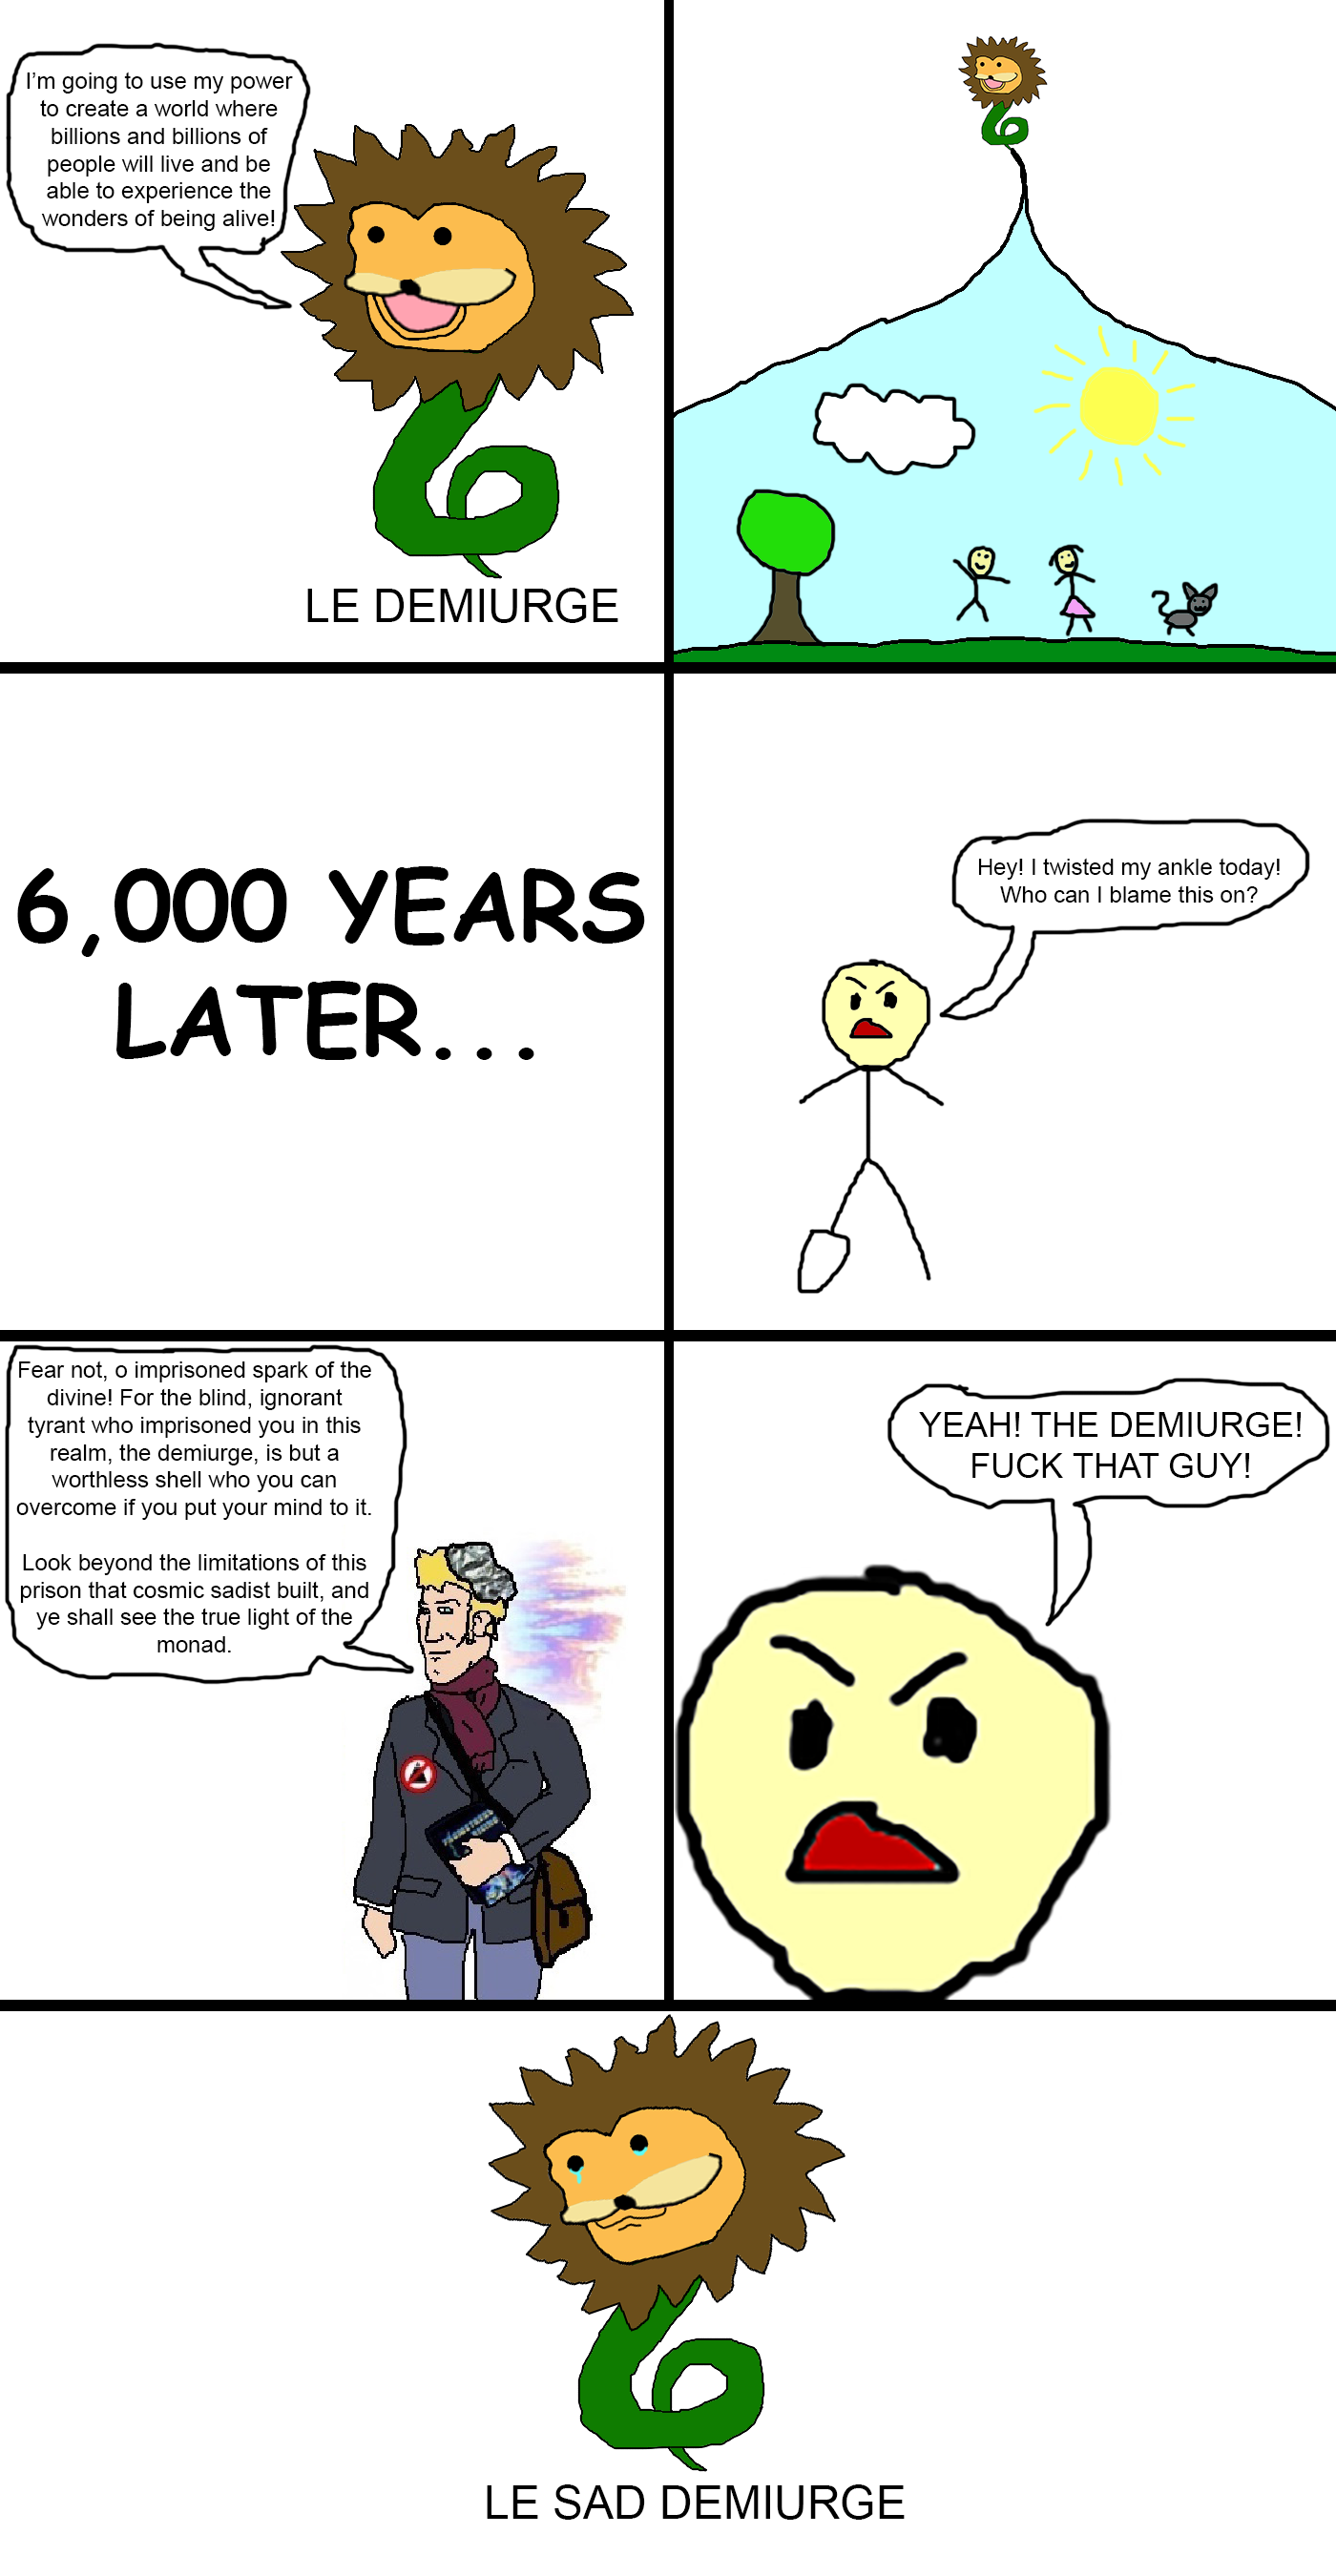 I'm going to use my power
to create a world where
billions and billions of
people will live and be
able to experience the
wonders of being alive!
LE DEMIURGE
6,000 YEARS
LATER...
Hey! I twisted my ankle today!
Who can I blame this on?
Fear not, o imprisoned spark of the
divine! For the blind, ignorant
tyrant who imprisoned you in this
realm, the demiurge, is but a
worthless shell who you can
overcome if you put your mind to it.
Look beyond the limitations of this
prison that cosmic sadist built, and
ye shall see the true light of the
monad.
YEAH! THE DEMIURGE!
FUCK THAT GUY!
LE SAD DEMIURGE